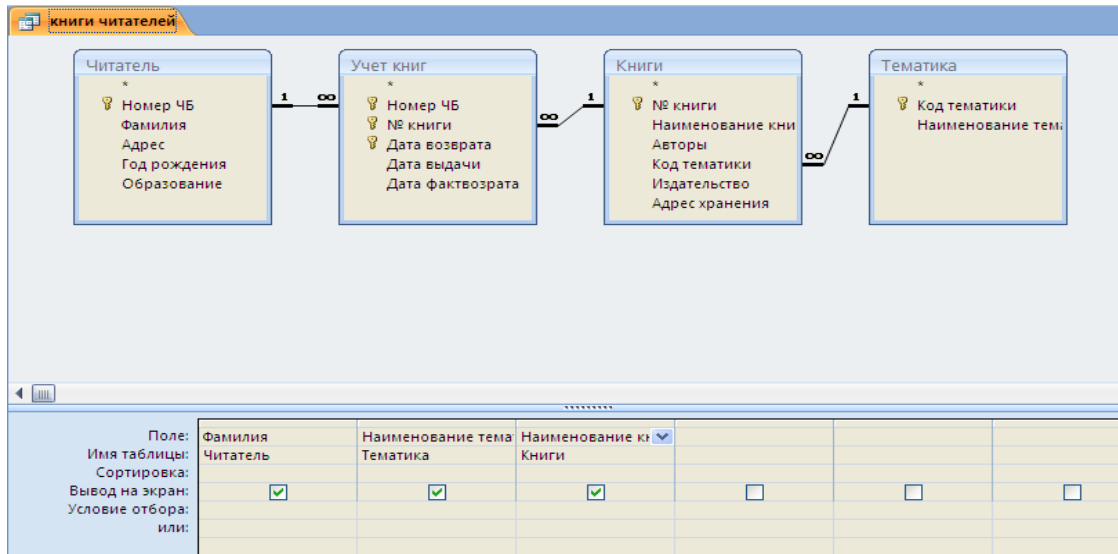 книги читателей
Читатель
*
Номер ЧБ
Фамилия
Адрес
Год рождения
Образование
1 ∞
Учет книг
*
Номер ЧБ
№ книги
Дата возврата
Дата выдачи
Дата фактвозрата
∞ 1
Книги
*
№ книги
Наименование кни
Авторы
Код тематики
Издательство
Адрес хранения
∞ 1
Тематика
*
Код тематики
Наименование тема
Поле: Фамилия Наименование тема Наименование кн
Имя таблицы: Читатель Тематика Книги
Сортировка:
Вывод на экран:
Условие отбора:
или: